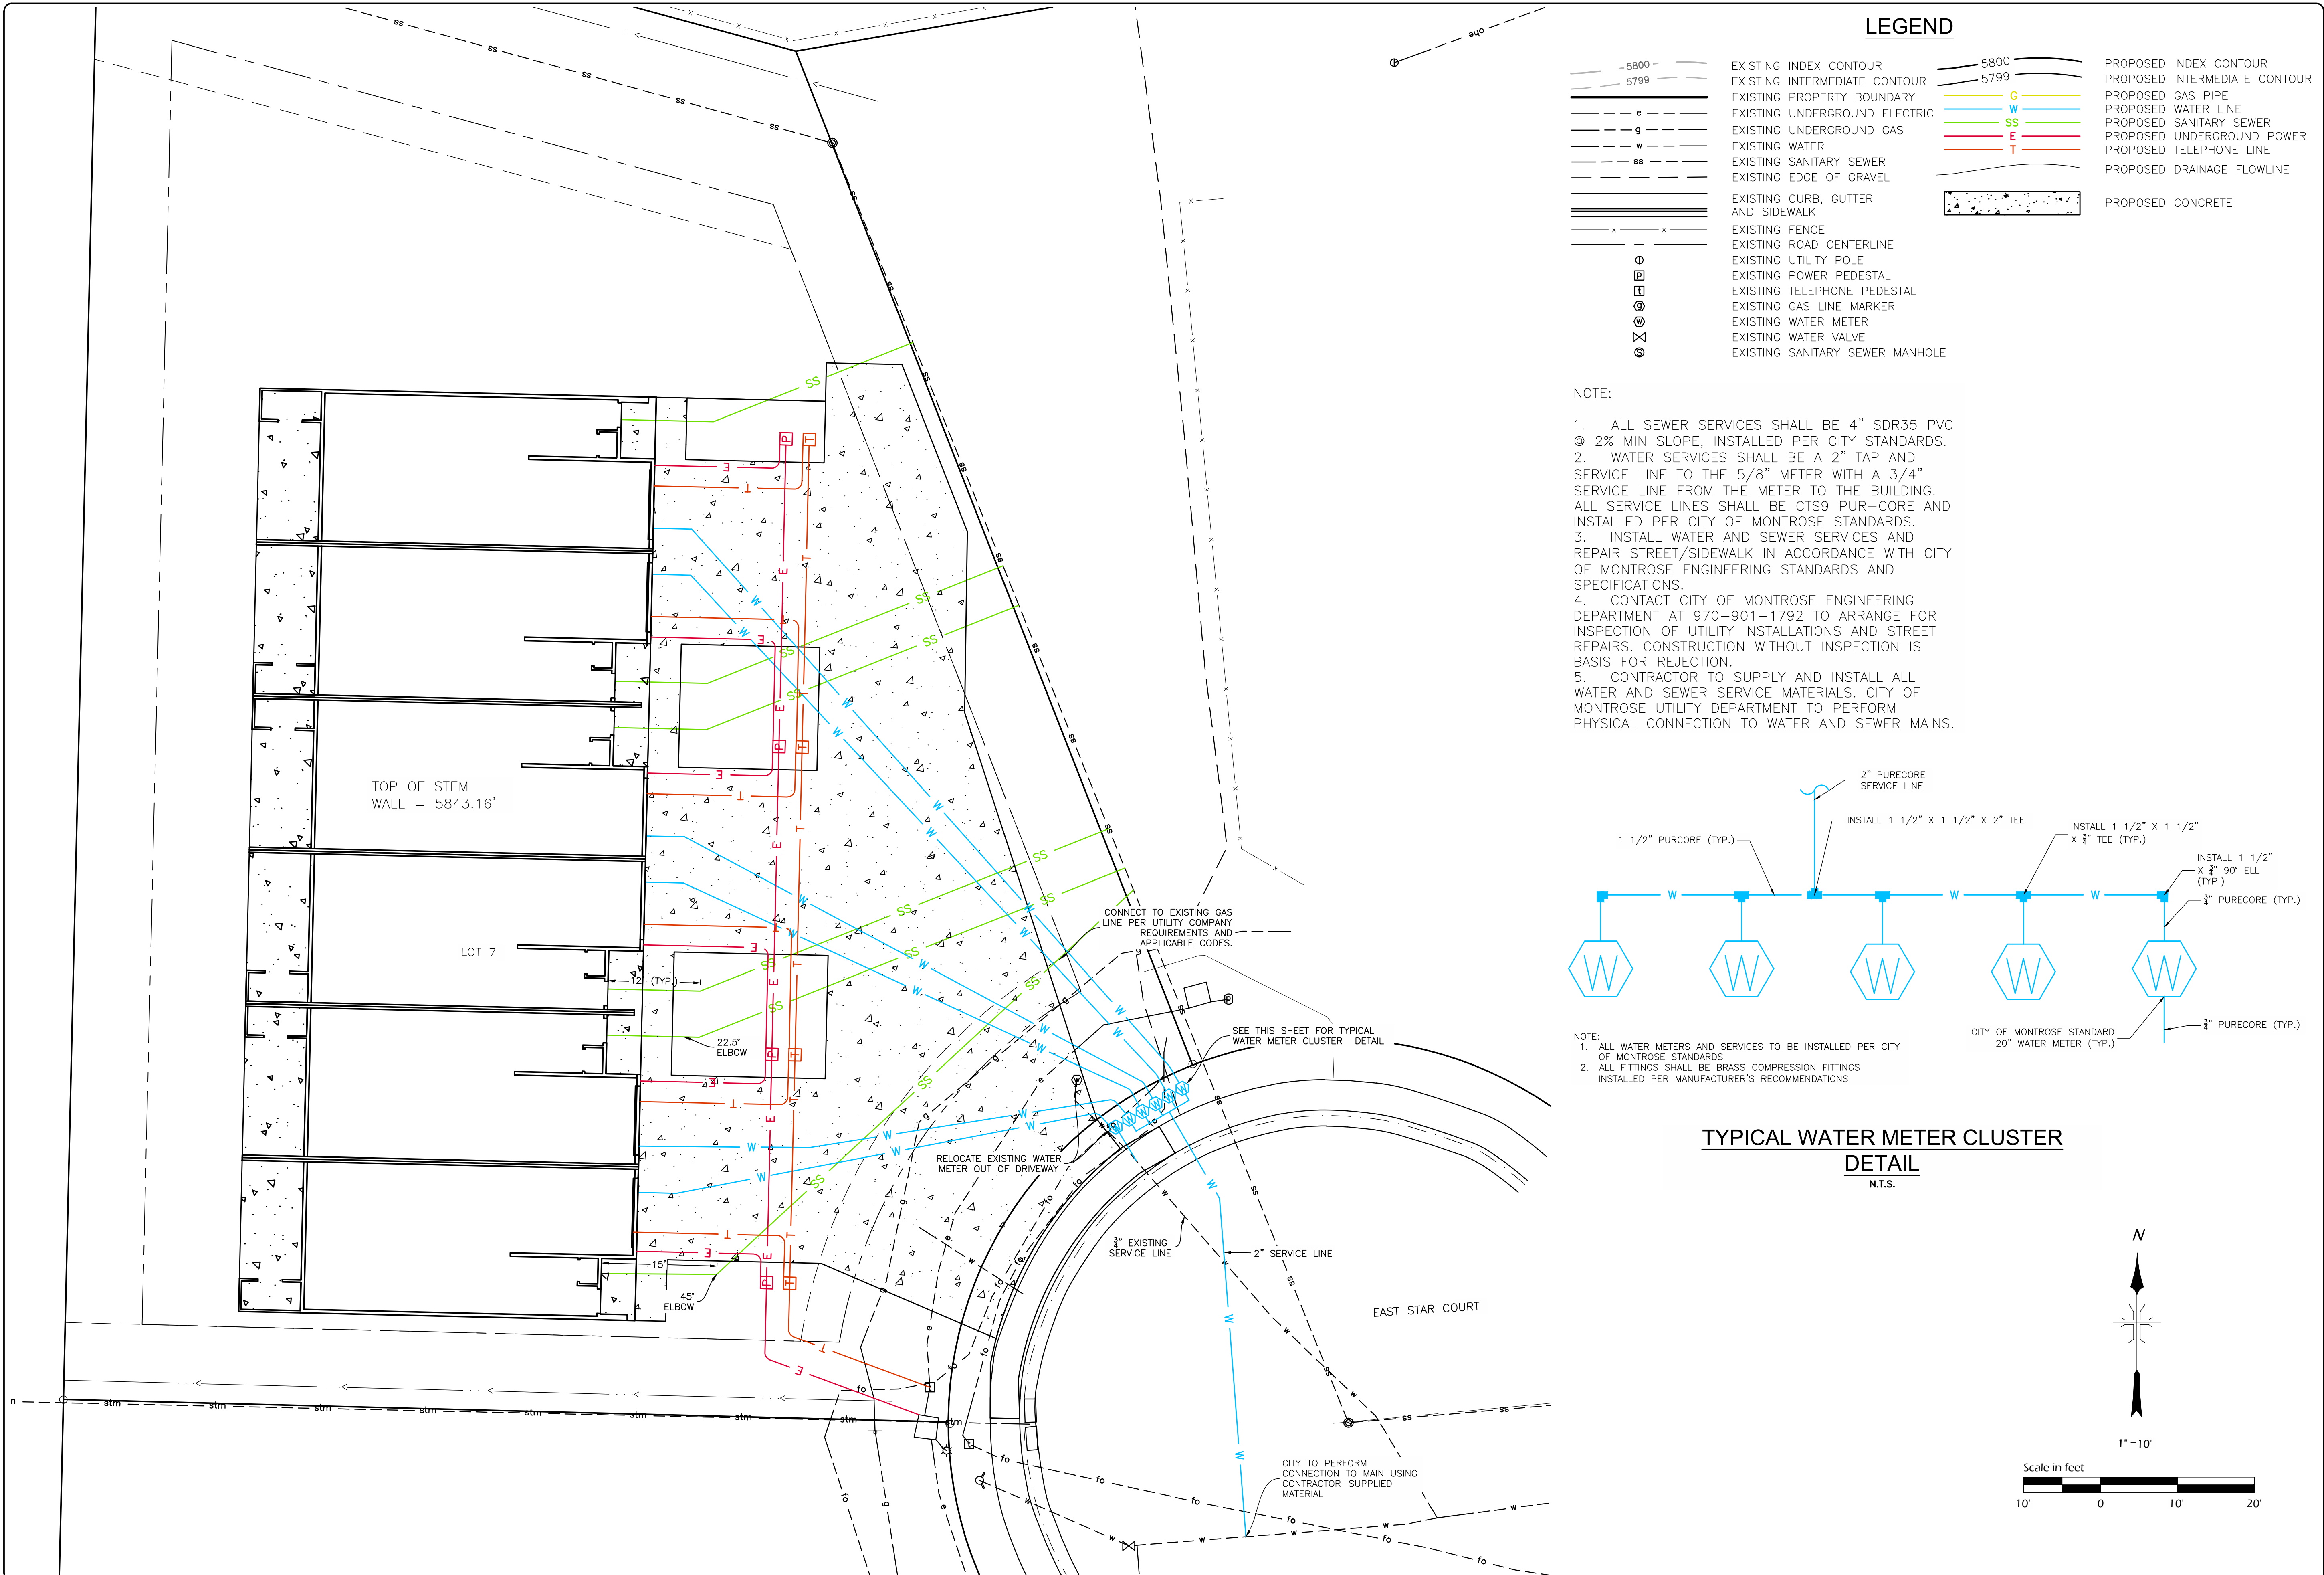 LEGEND
5800
EXISTING INDEX CONTOUR
5799
EXISTING INTERMEDIATE CONTOUR
EXISTING PROPERTY BOUNDARY
e
EXISTING UNDERGROUND ELECTRIC
g
EXISTING UNDERGROUND GAS
w
EXISTING WATER
ss
EXISTING SANITARY SEWER
EXISTING EDGE OF GRAVEL
EXISTING CURB, GUTTER
AND SIDEWALK
x x
EXISTING FENCE
EXISTING ROAD CENTERLINE
EXISTING UTILITY POLE
P
EXISTING POWER PEDESTAL
t
EXISTING TELEPHONE PEDESTAL
g
EXISTING GAS LINE MARKER
w
EXISTING WATER METER
EXISTING WATER VALVE
S
EXISTING SANITARY SEWER MANHOLE
5800
PROPOSED INDEX CONTOUR
5799
PROPOSED INTERMEDIATE CONTOUR
G
PROPOSED GAS PIPE
W
PROPOSED WATER LINE
SS
PROPOSED SANITARY SEWER
E
PROPOSED UNDERGROUND POWER
T
PROPOSED TELEPHONE LINE
PROPOSED DRAINAGE FLOWLINE
PROPOSED CONCRETE
NOTE:
1. ALL SEWER SERVICES SHALL BE 4" SDR35 PVC
@ 2% MIN SLOPE, INSTALLED PER CITY STANDARDS.
2. WATER SERVICES SHALL BE A 2" TAP AND
SERVICE LINE TO THE 5/8" METER WITH A 3/4"
SERVICE LINE FROM THE METER TO THE BUILDING.
ALL SERVICE LINES SHALL BE CTS9 PUR-CORE AND
INSTALLED PER CITY OF MONTROSE STANDARDS.
3. INSTALL WATER AND SEWER SERVICES AND
REPAIR STREET/SIDEWALK IN ACCORDANCE WITH CITY
OF MONTROSE ENGINEERING STANDARDS AND
SPECIFICATIONS.
4. CONTACT CITY OF MONTROSE ENGINEERING
DEPARTMENT AT 970-901-1792 TO ARRANGE FOR
INSPECTION OF UTILITY INSTALLATIONS AND STREET
REPAIRS. CONSTRUCTION WITHOUT INSPECTION IS
BASIS FOR REJECTION.
5. CONTRACTOR TO SUPPLY AND INSTALL ALL
WATER AND SEWER SERVICE MATERIALS. CITY OF
MONTROSE UTILITY DEPARTMENT TO PERFORM
PHYSICAL CONNECTION TO WATER AND SEWER MAINS.
2" PURECORE
SERVICE LINE
INSTALL 1 1/2" X 1 1/2" X 2" TEE
1 1/2" PURCORE (TYP.)
INSTALL 1 1/2" X 1 1/2"
X ¾" TEE (TYP.)
INSTALL 1 1/2"
X ¾" 90° ELL
(TYP.)
¾" PURECORE (TYP.)
W W W
W W W W W
CITY OF MONTROSE STANDARD
20" WATER METER (TYP.)
¾" PURECORE (TYP.)
NOTE:
1. ALL WATER METERS AND SERVICES TO BE INSTALLED PER CITY
OF MONTROSE STANDARDS
2. ALL FITTINGS SHALL BE BRASS COMPRESSION FITTINGS
INSTALLED PER MANUFACTURER'S RECOMMENDATIONS
TYPICAL WATER METER CLUSTER
DETAIL
N.T.S.
N
1" =10'
Scale in feet
10' 0 10' 20'
ohe
TOP OF STEM
WALL = 5843.16'
LOT 7
12' (TYP.)
22.5°
ELBOW
15'
45°
ELBOW
CONNECT TO EXISTING GAS
LINE PER UTILITY COMPANY
REQUIREMENTS AND
APPLICABLE CODES.
SEE THIS SHEET FOR TYPICAL
WATER METER CLUSTER DETAIL
RELOCATE EXISTING WATER
METER OUT OF DRIVEWAY
¾" EXISTING
SERVICE LINE
2" SERVICE LINE
EAST STAR COURT
CITY TO PERFORM
CONNECTION TO MAIN USING
CONTRACTOR-SUPPLIED
MATERIAL
stm stm stm stm stm stm stm stm stm